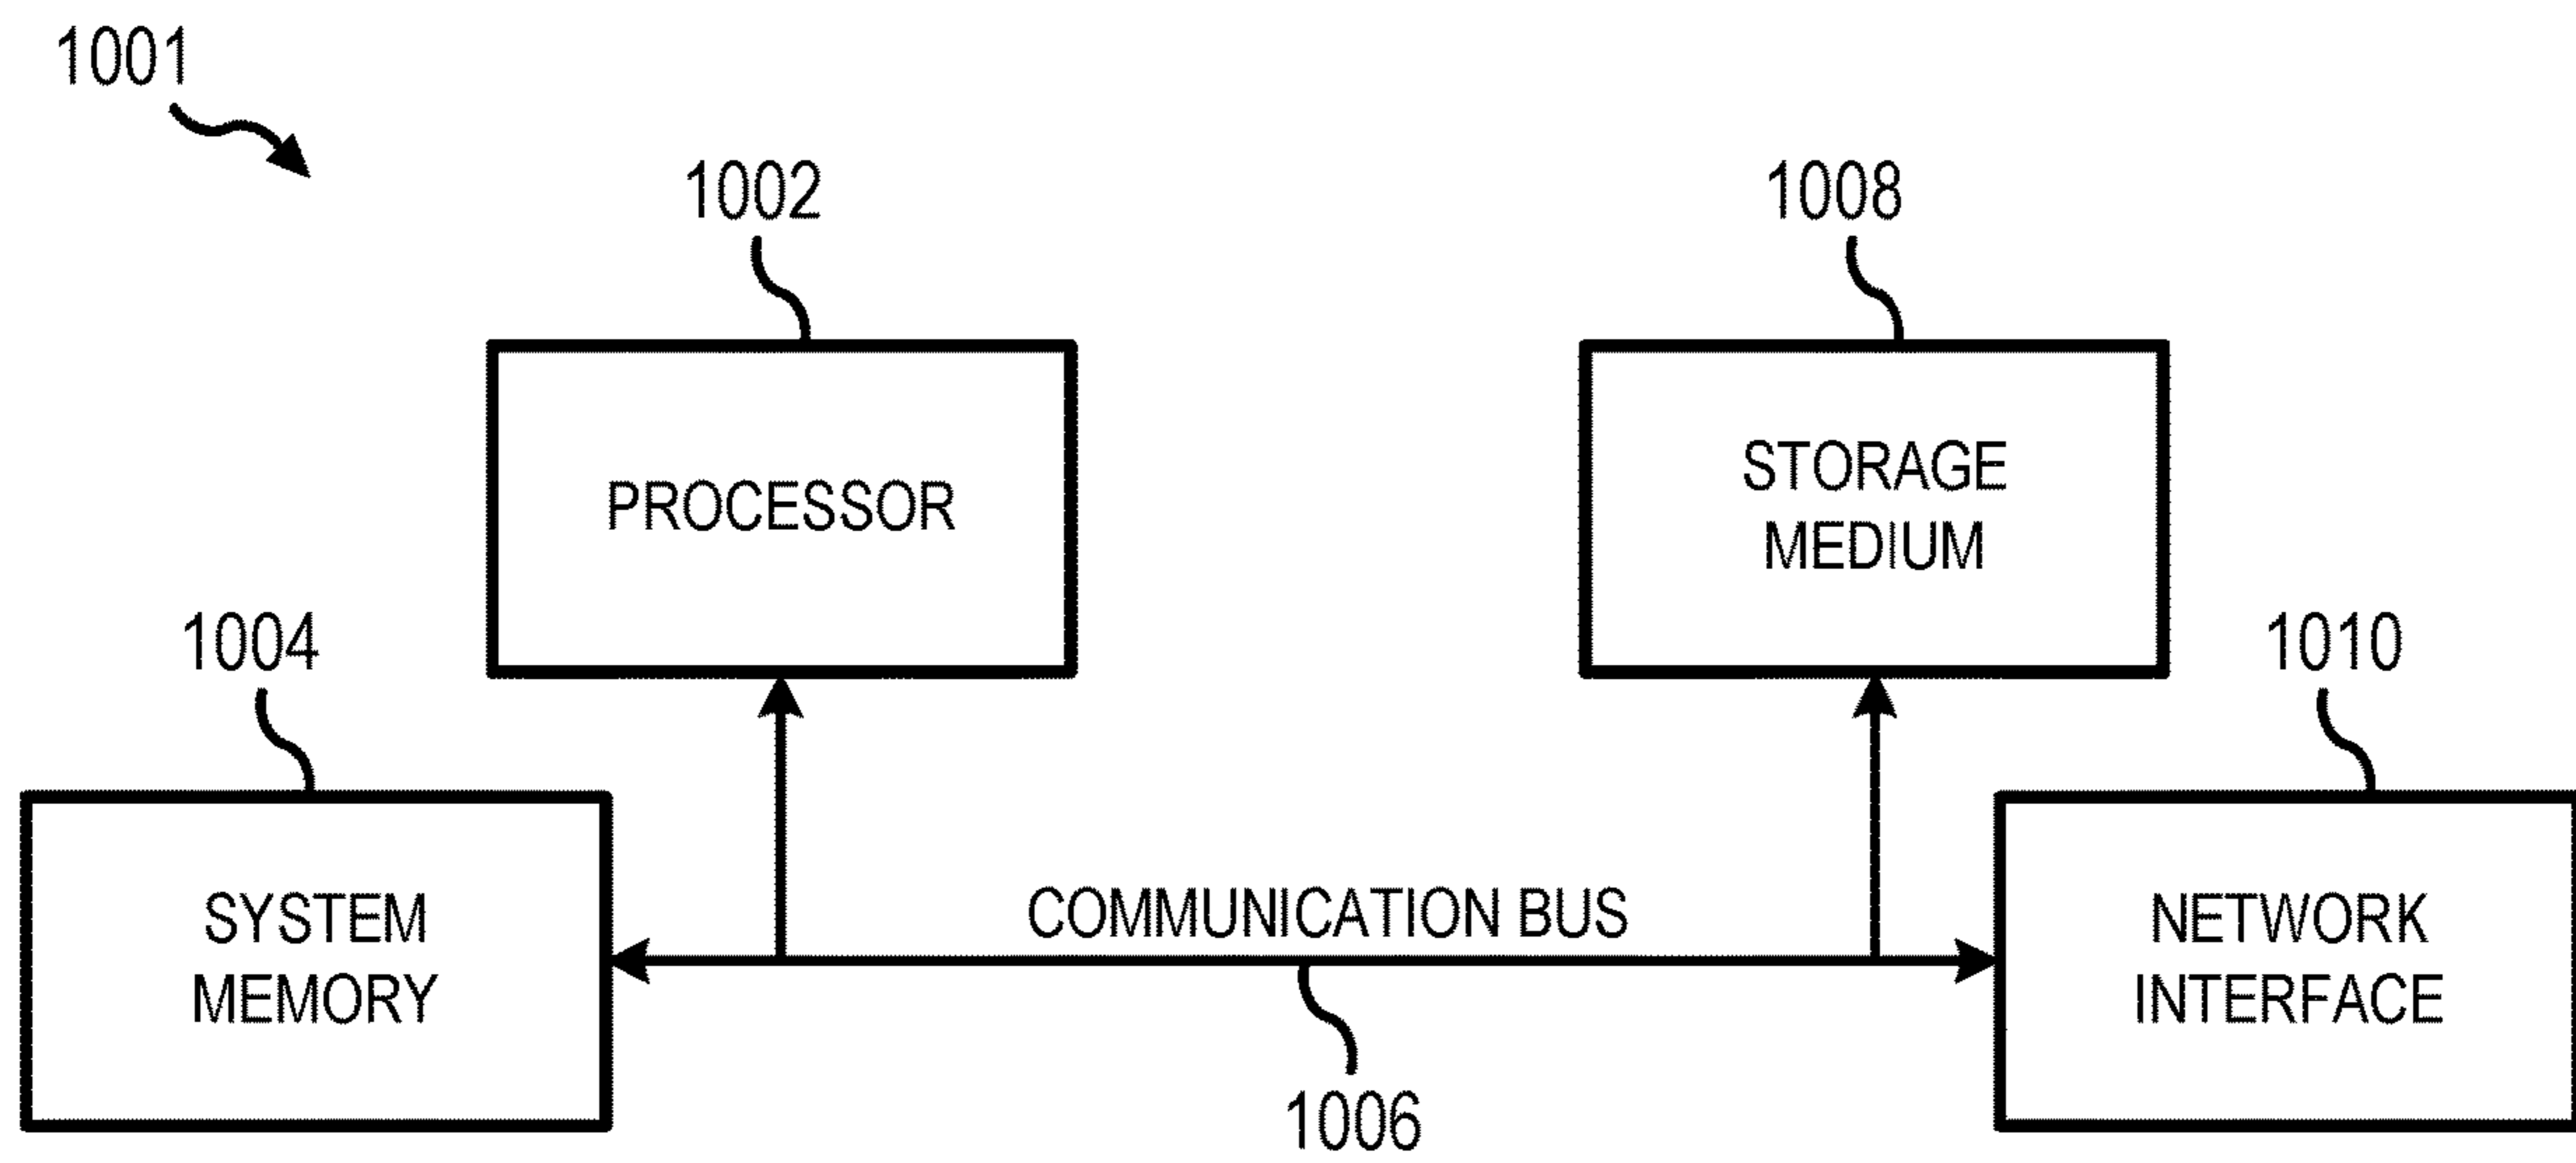 1001
1002
1008
PROCESSOR
STORAGE
MEDIUM
1004
1010
SYSTEM
MEMORY
COMMUNICATION BUS
NETWORK
INTERFACE
1006